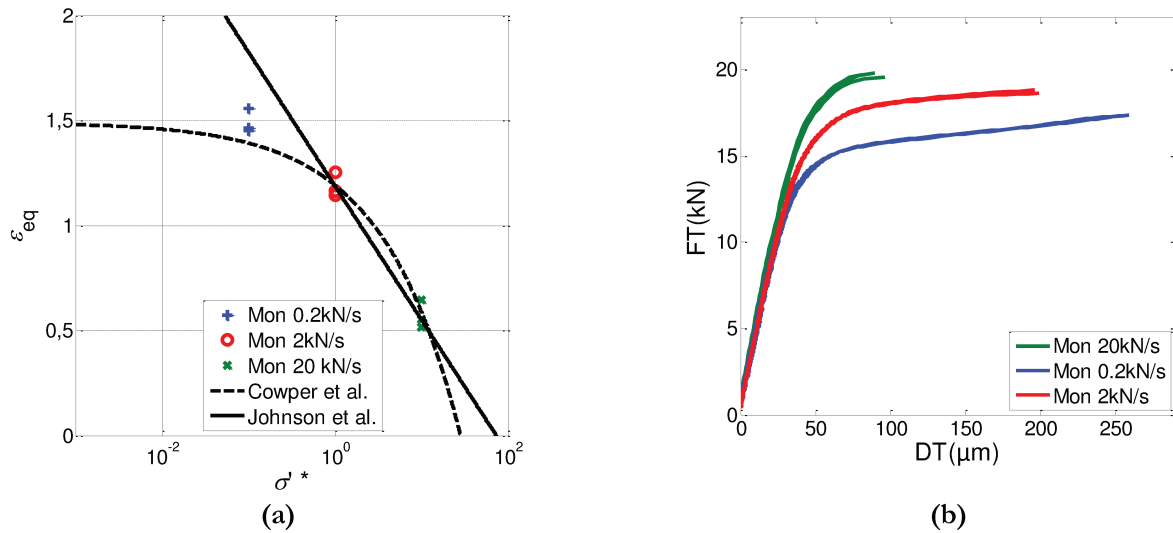 2
1.5
1
0,5
0
ε_eq
10^-2
10^0
10^2
σ' *
Mon 0.2kN/s
Mon 2kN/s
Mon 20 kN/s
Cowper et al.
Johnson et al.
(a)
20
15
10
5
0
FT(kN)
0
50
100
150
200
250
DT(μm)
Mon 20kN/s
Mon 0.2kN/s
Mon 2kN/s
(b)